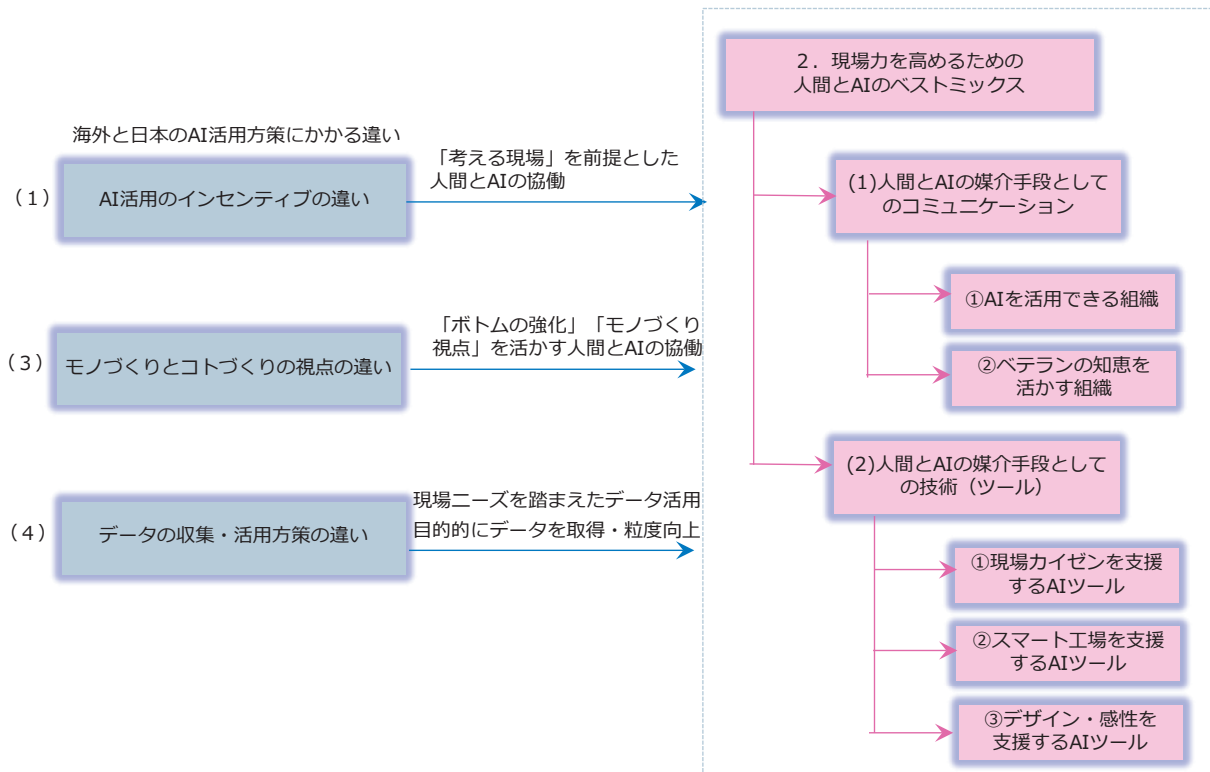 海外と日本のAI活用方策にかかる違い
（1）
AI活用のインセンティブの違い
「考える現場」を前提とした
人間とAIの協働
（3）
モノづくりとコトづくりの視点の違い
「ボトムの強化」「モノづくり
視点」を活かす人間とAIの協働
（4）
データの収集・活用方策の違い
現場ニーズを踏まえたデータ活用
目的的にデータを取得・粒度向上
2．現場力を高めるための
人間とAIのベストミックス
(1)人間とAIの媒介手段として
のコミュニケーション
①AIを活用できる組織
②ベテランの知恵を
活かす組織
(2)人間とAIの媒介手段として
の技術（ツール）
①現場カイゼンを支援
するAIツール
②スマート工場を支援
するAIツール
③デザイン・感性を
支援するAIツール